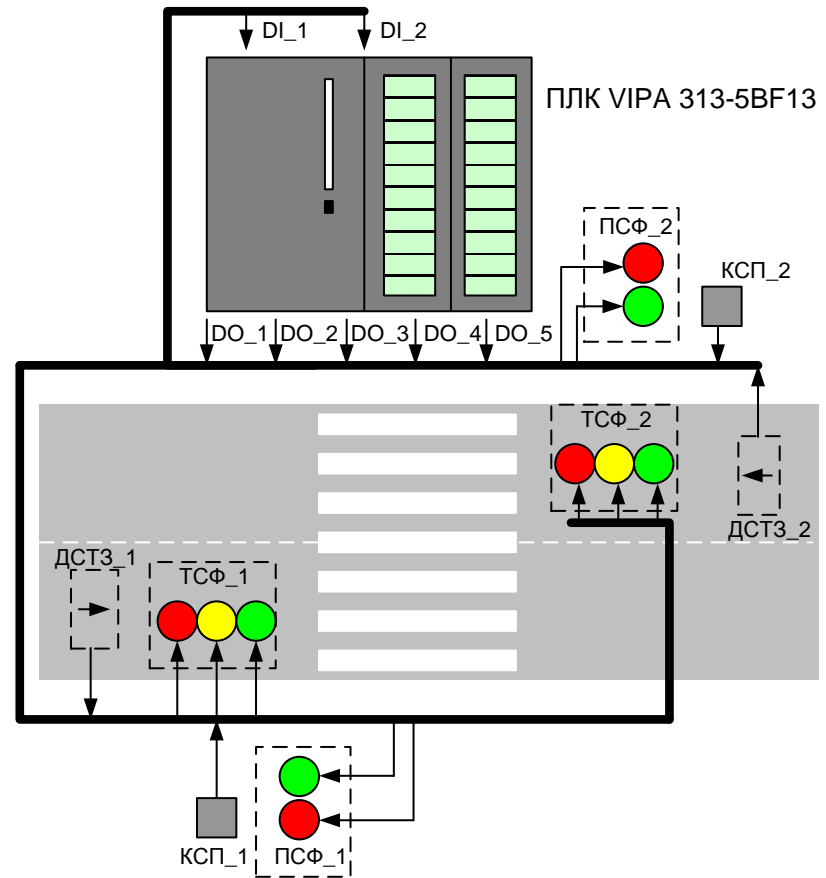 DI_1
DI_2
ПЛК VIPA 313-5BF13
ПСФ_2
КСП_2
DO_1
DO_2
DO_3
DO_4
DO_5
ТСФ_2
ДСТЗ_2
ДСТЗ_1
ТСФ_1
КСП_1
ПСФ_1